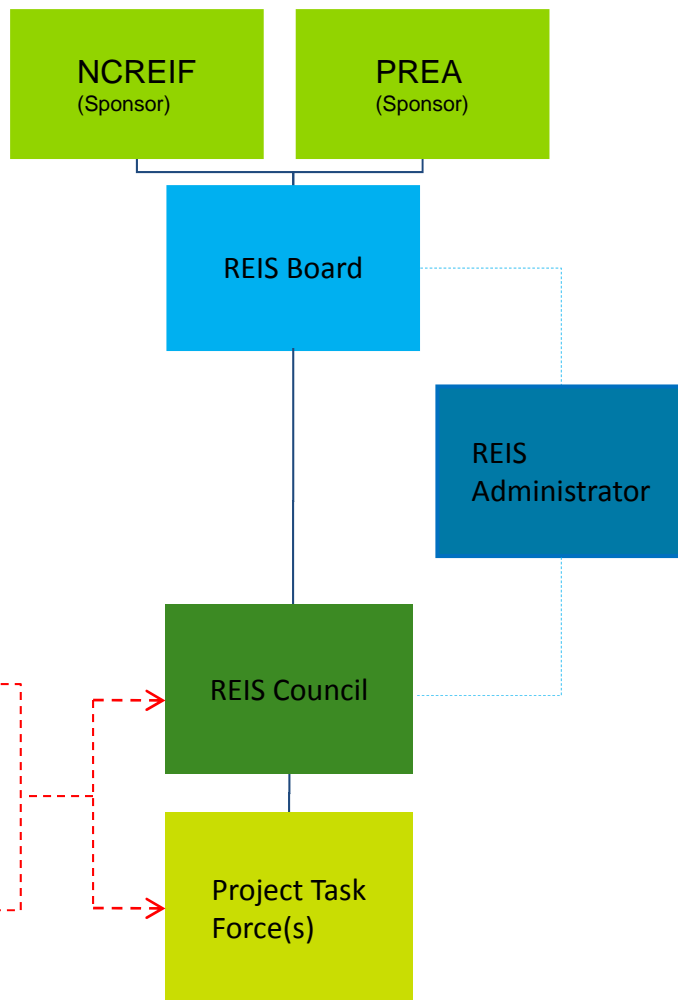 NCREIF
(Sponsor)
PREA
(Sponsor)
REIS Board
REIS
Administrator
REIS Council
Project Task
Force(s)